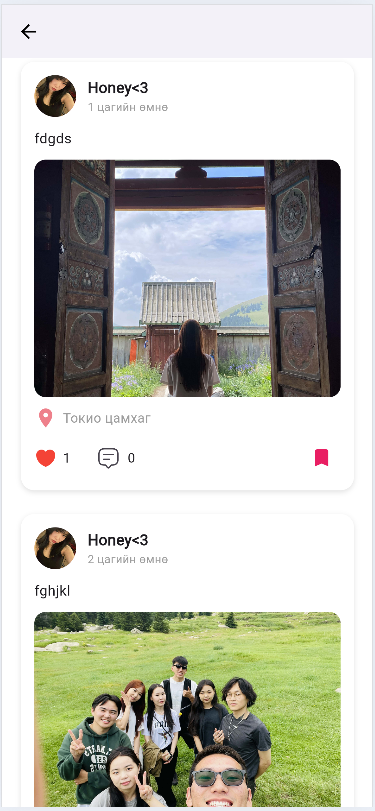 Honey<3
1 цагийн өмнө
fdgds
Токио цамхаг
1
0
Honey<3
2 цагийн өмнө
fghjkl